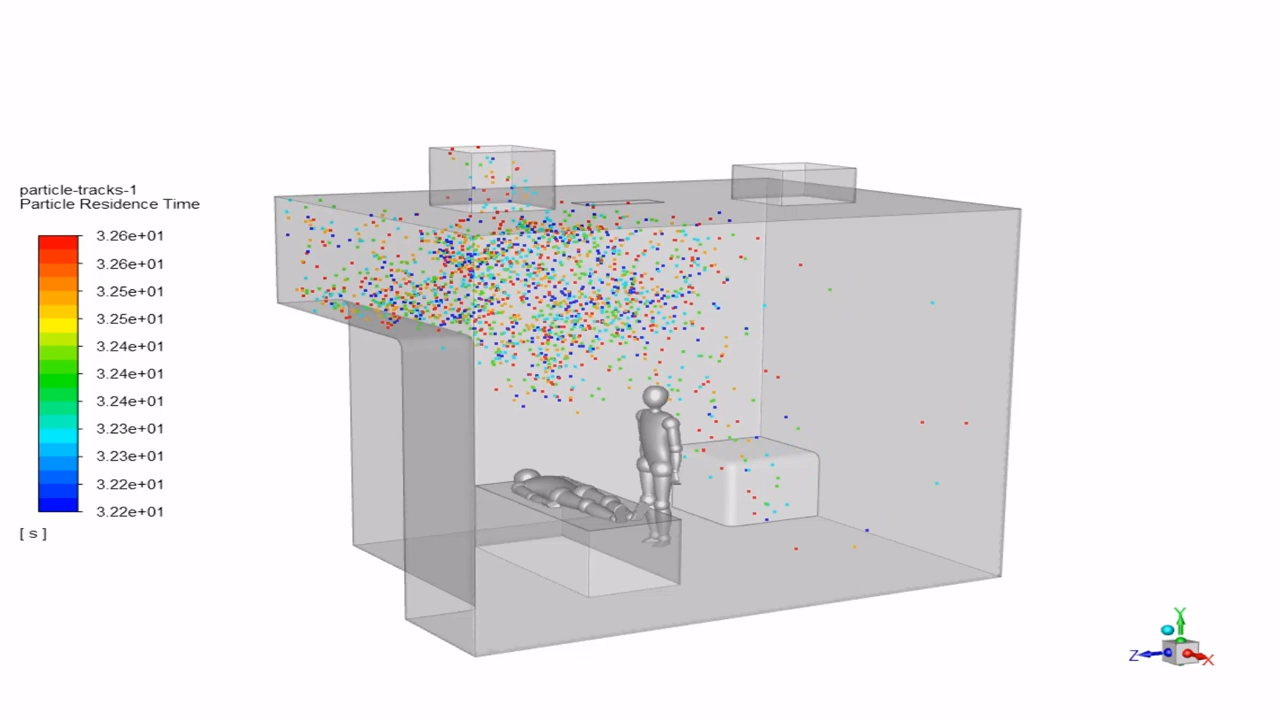 particle-tracks-1
Particle Residence Time
3.26e+01
3.26e+01
3.25e+01
3.25e+01
3.24e+01
3.24e+01
3.24e+01
3.23e+01
3.23e+01
3.22e+01
3.22e+01
[ s ]
Y
Z
X